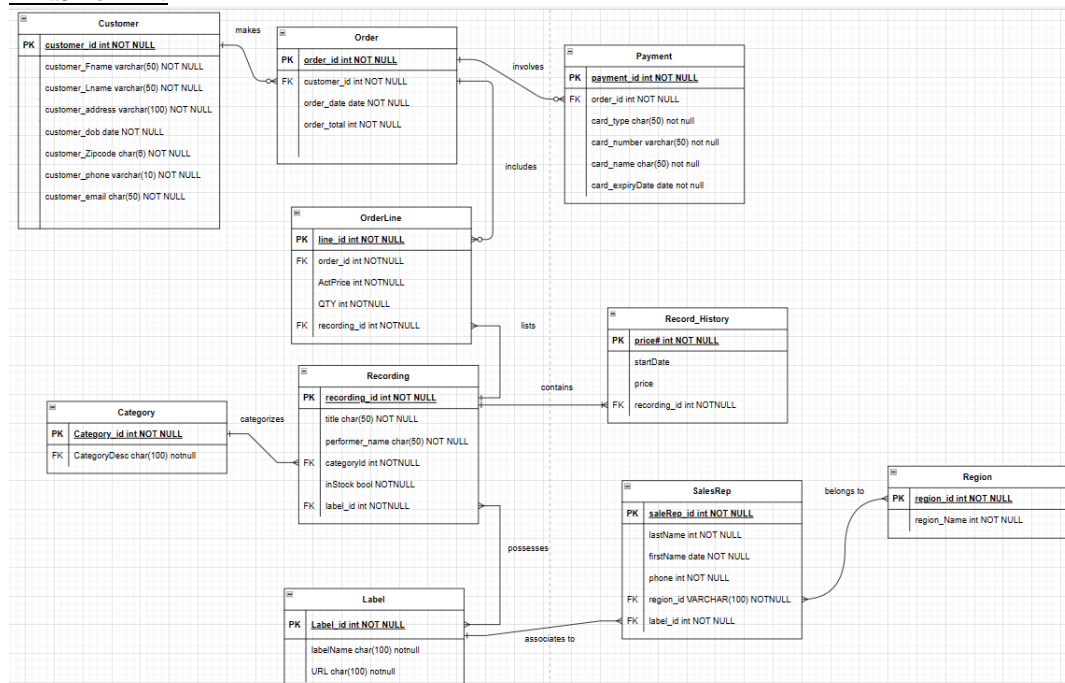 Customer
PK customer_id int NOT NULL
customer_Fname varchar(50) NOT NULL
customer_Lname varchar(50) NOT NULL
customer_address varchar(100) NOT NULL
customer_dob date NOT NULL
customer_Zipcode char(6) NOT NULL
customer_phone varchar(10) NOT NULL
customer_email char(50) NOT NULL
makes
Order
PK order_id int NOT NULL
FK customer_id int NOT NULL
order_date date NOT NULL
order_total int NOT NULL
involves
Payment
PK payment_id int NOT NULL
FK order_id int NOT NULL
card_type char(50) not null
card_number varchar(50) not null
card_name char(50) not null
card_expiryDate date not null
includes
OrderLine
PK line_id int NOT NULL
FK order_id int NOTNULL
ActPrice int NOTNULL
QTY int NOTNULL
FK recording_id int NOTNULL
lists
Record_History
PK price# int NOT NULL
startDate
price
FK recording_id int NOTNULL
contains
Recording
PK recording_id int NOT NULL
title char(50) NOT NULL
performer_name char(50) NOT NULL
FK categoryId int NOTNULL
inStock bool NOTNULL
FK label_id int NOTNULL
categorizes
Category
PK Category_id int NOT NULL
FK CategoryDesc char(100) notnull
possesses
SalesRep
PK saleRep_id int NOT NULL
lastName int NOT NULL
firstName date NOT NULL
phone int NOT NULL
FK region_id VARCHAR(100) NOTNULL
FK label_id int NOT NULL
belongs to
Region
PK region_id int NOT NULL
region_Name int NOT NULL
Label
PK Label_id int NOT NULL
labelName char(100) notnull
URL char(100) notnull
associates to